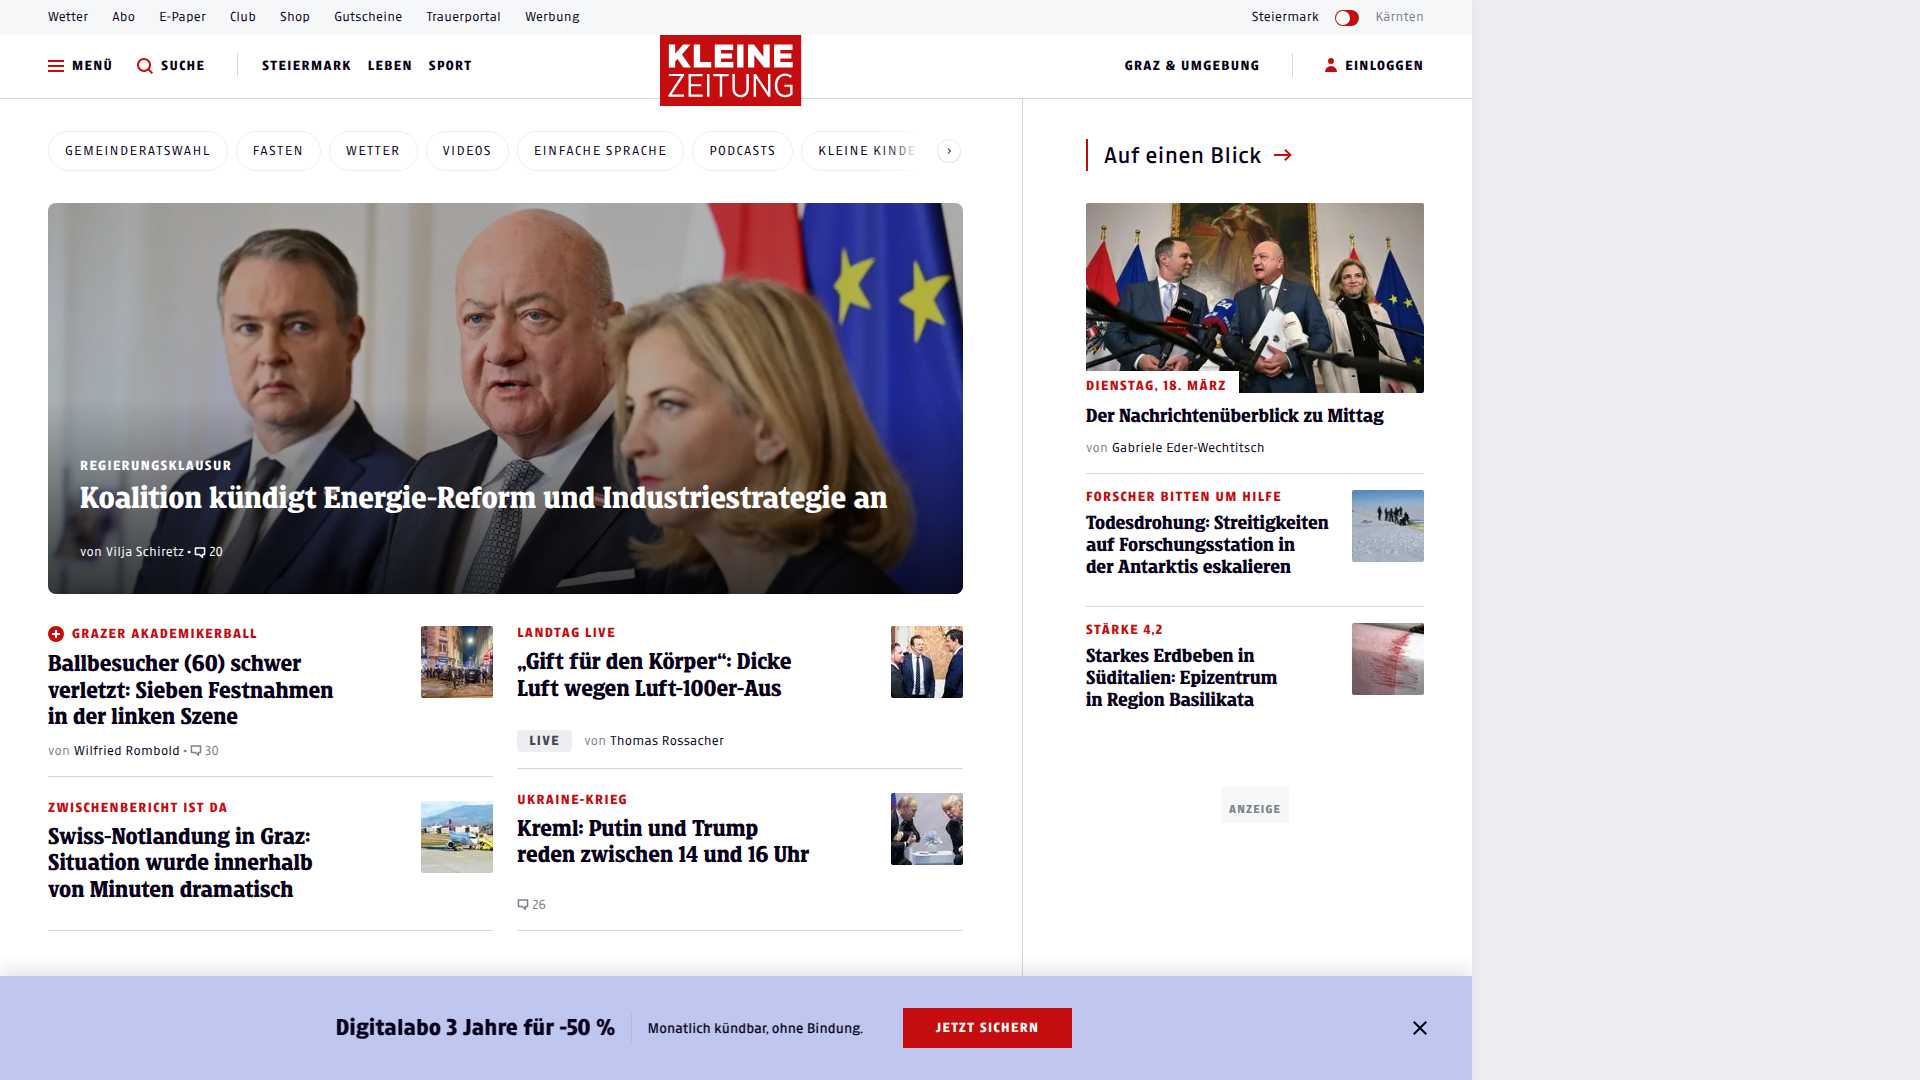 Wetter Abo E-Paper Club Shop Gutscheine Trauerportal Werbung Steiermark Kärnten
MENÜ SUCHE STEIERMARK LEBEN SPORT KLEINE ZEITUNG GRAZ & UMGEBUNG EINLOGGEN
GEMEINDERATSWAHL FASTEN WETTER VIDEOS EINFACHE SPRACHE PODCASTS KLEINE KINDE
REGIERUNGSKLAUSUR
Koalition kündigt Energie-Reform und Industriestrategie an
von Vilja Schiretz • 20
GRAZER AKADEMIKERBALL
Ballbesucher (60) schwer
verletzt: Sieben Festnahmen
in der linken Szene
von Wilfried Rombold • 30
LANDTAG LIVE
„Gift für den Körper“: Dicke
Luft wegen Luft-100er-Aus
LIVE von Thomas Rossacher
ZWISCHENBERICHT IST DA
Swiss-Notlandung in Graz:
Situation wurde innerhalb
von Minuten dramatisch
UKRAINE-KRIEG
Kreml: Putin und Trump
reden zwischen 14 und 16 Uhr
26
Auf einen Blick
DIENSTAG, 18. MÄRZ
Der Nachrichtenüberblick zu Mittag
von Gabriele Eder-Wechtitsch
FORSCHER BITTEN UM HILFE
Todesdrohung: Streitigkeiten
auf Forschungsstation in
der Antarktis eskalieren
STÄRKE 4,2
Starkes Erdbeben in
Süditalien: Epizentrum
in Region Basilikata
ANZEIGE
Digitalabo 3 Jahre für -50 % Monatlich kündbar, ohne Bindung. JETZT SICHERN